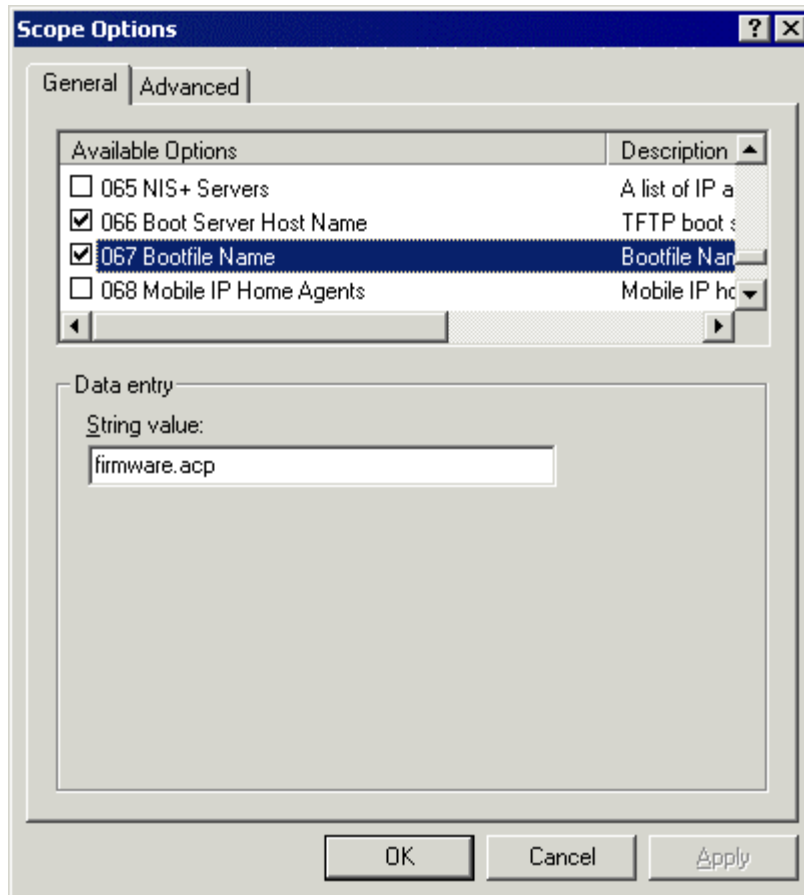 Scope Options
General Advanced
Available Options Description
065 NIS+ Servers A list of IP a
066 Boot Server Host Name TFTP boot s
067 Bootfile Name Bootfile Nam
068 Mobile IP Home Agents Mobile IP ho
Data entry
String value:
firmware.acp
OK Cancel Apply